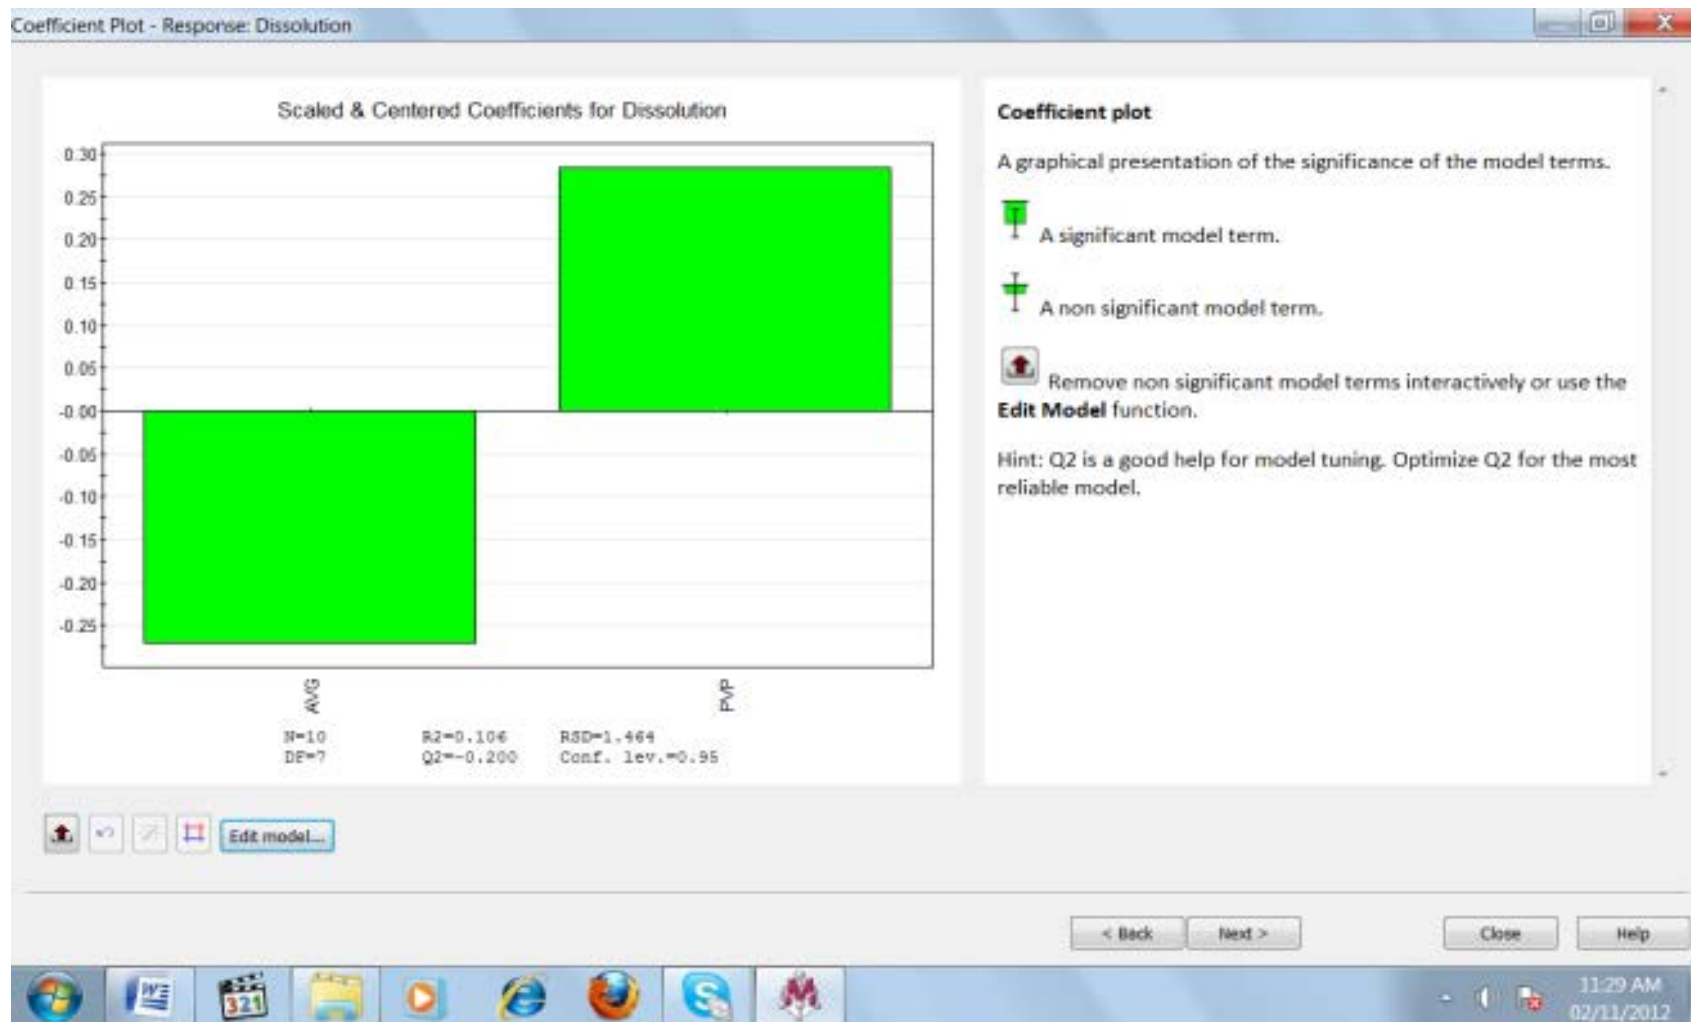 Coefficient Plot - Response: Dissolution
Scaled & Centered Coefficients for Dissolution
0.30
0.25
0.20
0.15
0.10
0.05
-0.00
-0.05
-0.10
-0.15
-0.20
-0.25
AVG
PVP
N=10 R2=0.106 RSD=1.464
DF=7 Q2=-0.200 Conf. lev.=0.95
Coefficient plot
A graphical presentation of the significance of the model terms.
A significant model term.
A non significant model term.
Remove non significant model terms interactively or use the
Edit Model function.
Hint: Q2 is a good help for model tuning. Optimize Q2 for the most
reliable model.
Edit model...
< Back Next > Close Help
321
11:29 AM
02/11/2012